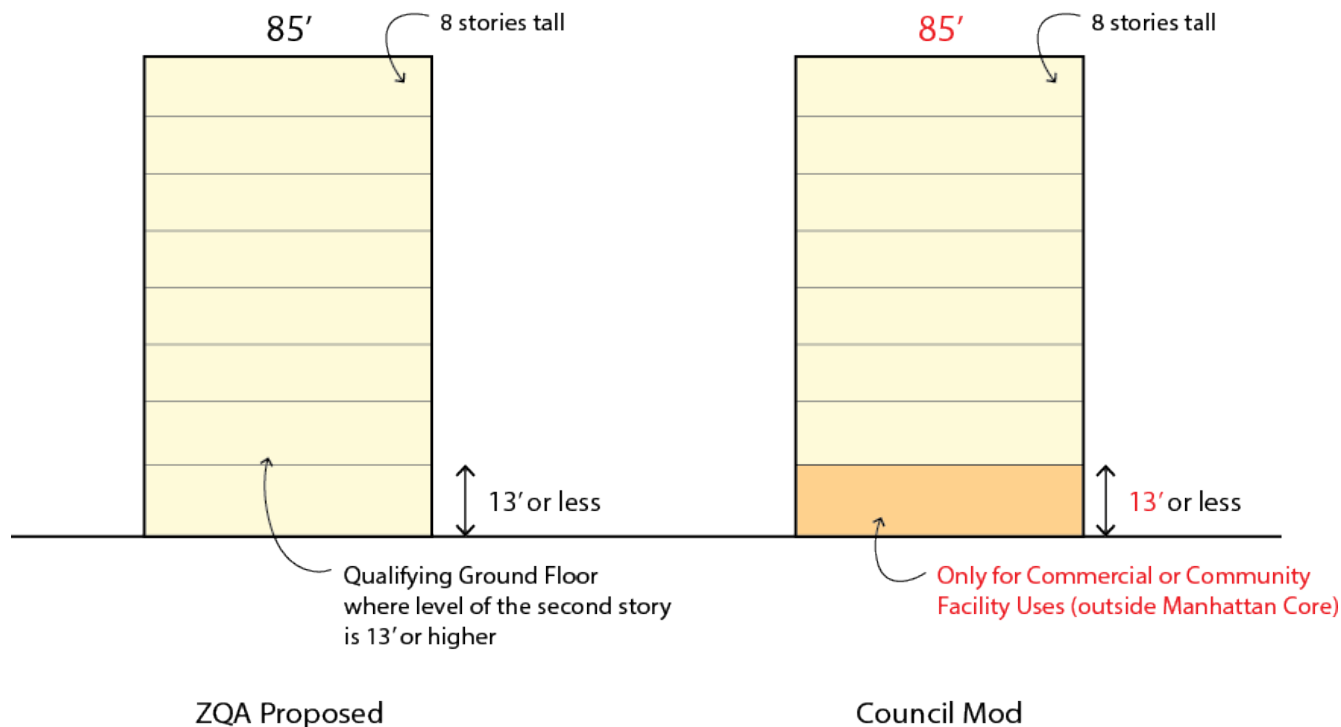 85′
8 stories tall
13′ or less
Qualifying Ground Floor
where level of the second story
is 13′ or higher
ZQA Proposed
85′
8 stories tall
13′ or less
Only for Commercial or Community
Facility Uses (outside Manhattan Core)
Council Mod